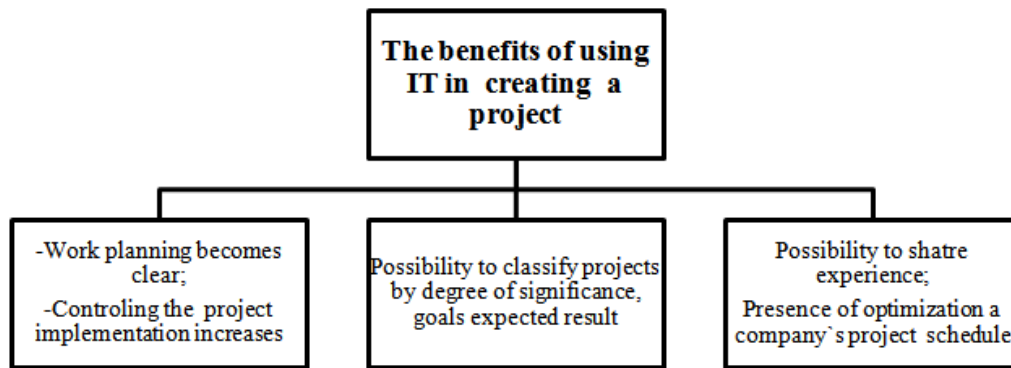 The benefits of using
IT in creating a
project
-Work planning becomes
clear;
-Controling the project
implementation increases
Possibility to classify projects
by degree of significance,
goals expected result
Possibility to shatre
experience;
Presence of optimization a
company`s project schedule